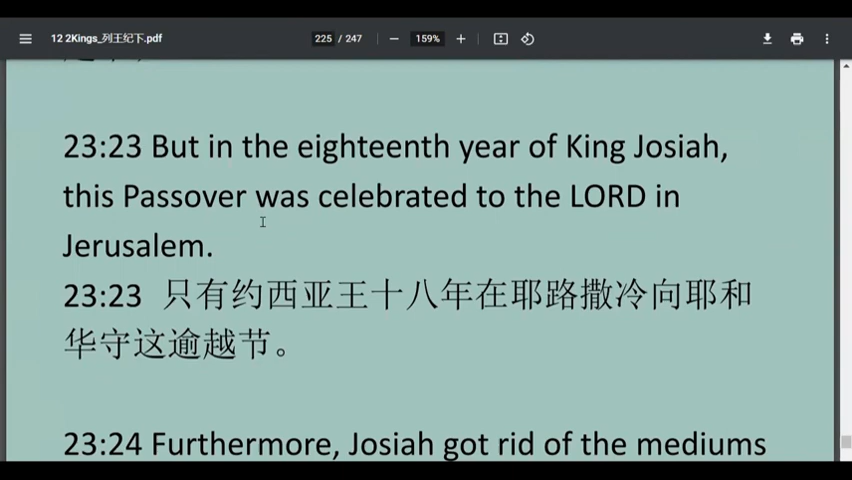 12 2Kings_列王纪下.pdf
225 / 247
159%
23:23 But in the eighteenth year of King Josiah,
this Passover was celebrated to the LORD in
Jerusalem.
23:23 只有约西亚王十八年在耶路撒冷向耶和
华守这逾越节。
23:24 Furthermore, Josiah got rid of the mediums